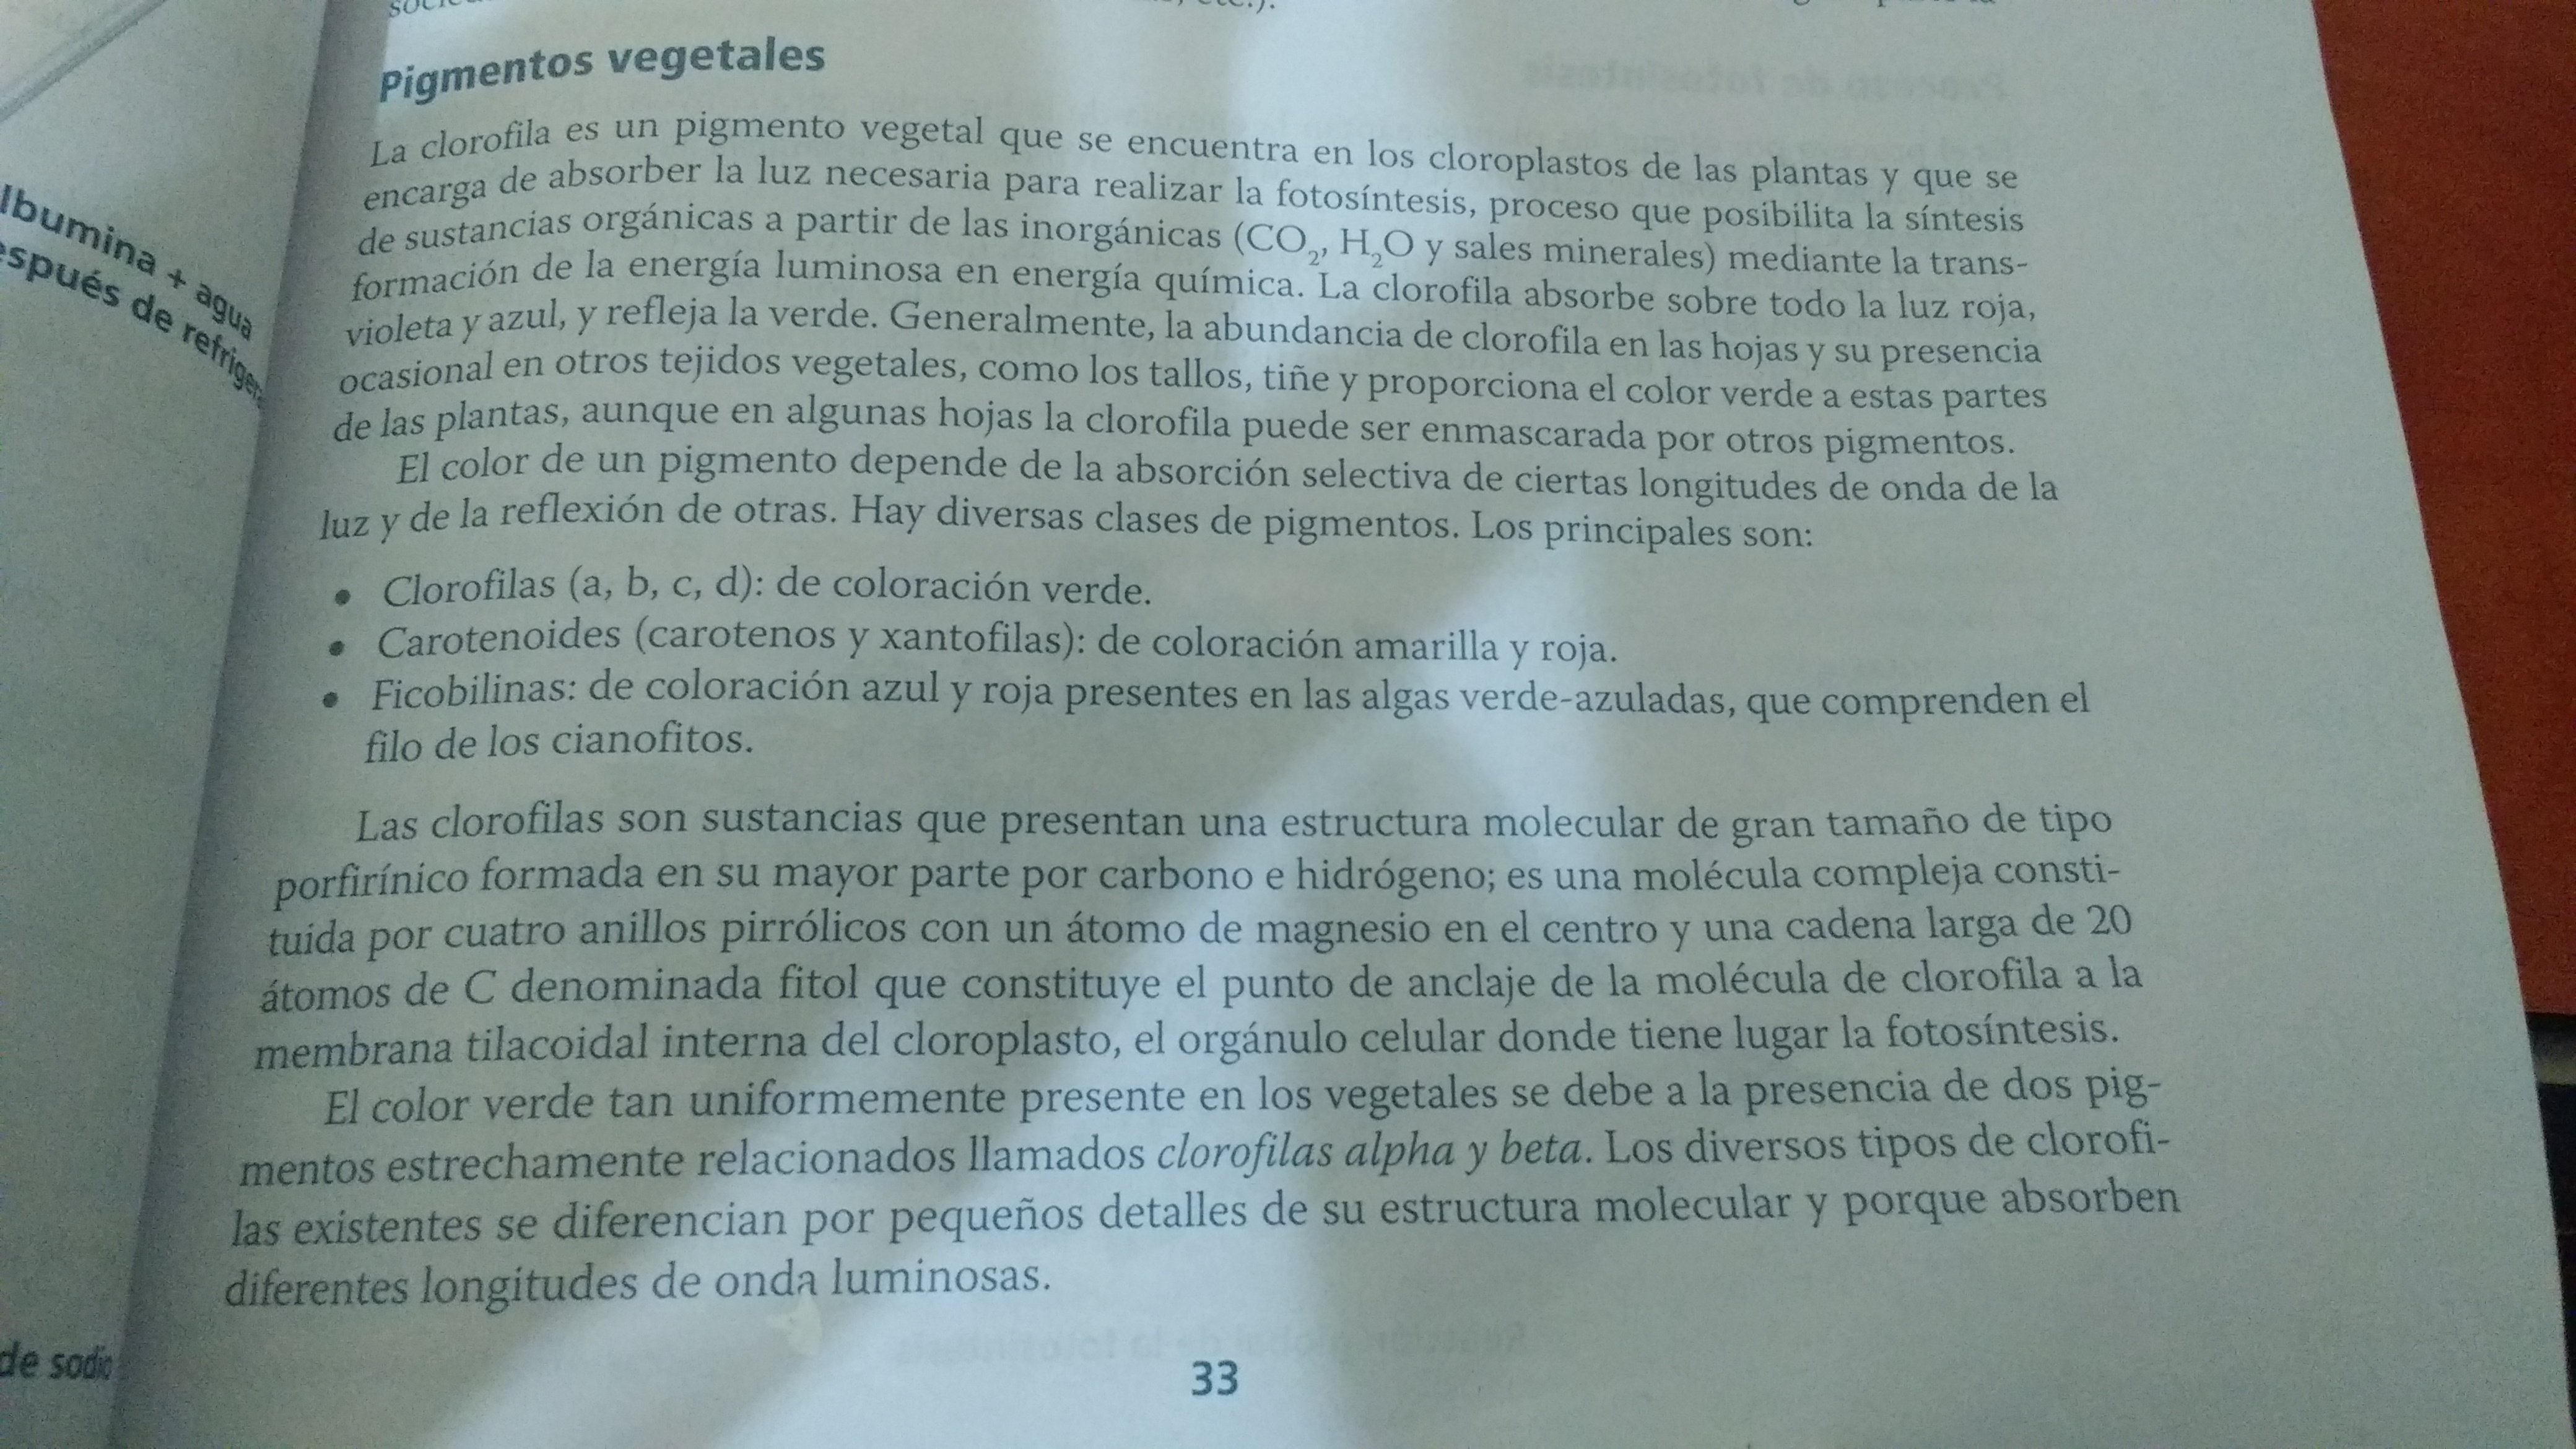 etc.).
Pigmentos vegetales
La clorofila es un pigmento vegetal que se encuentra en los cloroplastos de las plantas y que se
encarga de absorber la luz necesaria para realizar la fotosíntesis, proceso que posibilita la síntesis
de sustancias orgánicas a partir de las inorgánicas (CO₂, H₂O y sales minerales) mediante la trans-
formación de la energía luminosa en energía química. La clorofila absorbe sobre todo la luz roja,
violeta y azul, y refleja la verde. Generalmente, la abundancia de clorofila en las hojas y su presencia
ocasional en otros tejidos vegetales, como los tallos, tiñe y proporciona el color verde a estas partes
de las plantas, aunque en algunas hojas la clorofila puede ser enmascarada por otros pigmentos.
El color de un pigmento depende de la absorción selectiva de ciertas longitudes de onda de la
luz y de la reflexión de otras. Hay diversas clases de pigmentos. Los principales son:
• Clorofilas (a, b, c, d): de coloración verde.
• Carotenoides (carotenos y xantofilas): de coloración amarilla y roja.
• Ficobilinas: de coloración azul y roja presentes en las algas verde-azuladas, que comprenden el
filo de los cianofitos.
Las clorofilas son sustancias que presentan una estructura molecular de gran tamaño de tipo
porfirínico formada en su mayor parte por carbono e hidrógeno; es una molécula compleja consti-
tuida por cuatro anillos pirrólicos con un átomo de magnesio en el centro y una cadena larga de 20
átomos de C denominada fitol que constituye el punto de anclaje de la molécula de clorofila a la
membrana tilacoidal interna del cloroplasto, el orgánulo celular donde tiene lugar la fotosíntesis.
El color verde tan uniformemente presente en los vegetales se debe a la presencia de dos pig-
mentos estrechamente relacionados llamados clorofilas alpha y beta. Los diversos tipos de clorofi-
las existentes se diferencian por pequeños detalles de su estructura molecular y porque absorben
diferentes longitudes de onda luminosas.
33
lbumina + agua
espués de refriger
de sodio